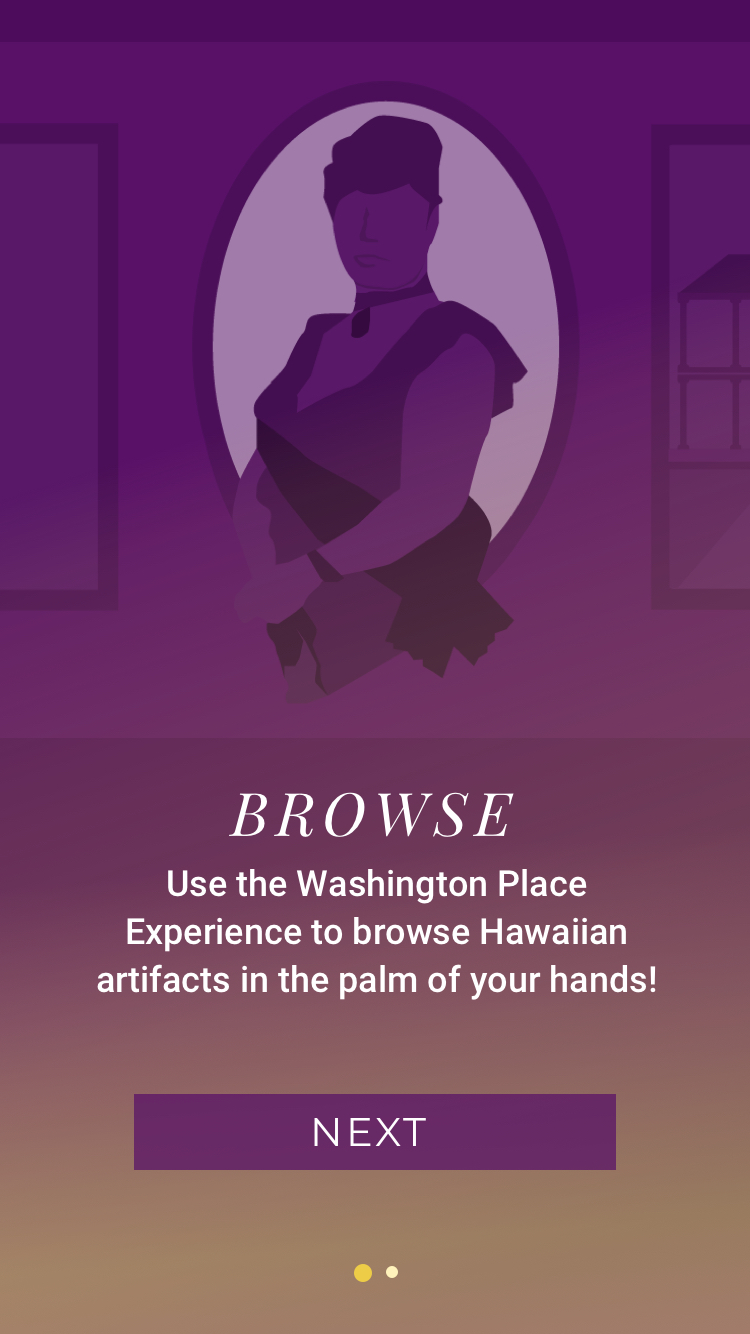 BROWSE
Use the Washington Place
Experience to browse Hawaiian
artifacts in the palm of your hands!
NEXT